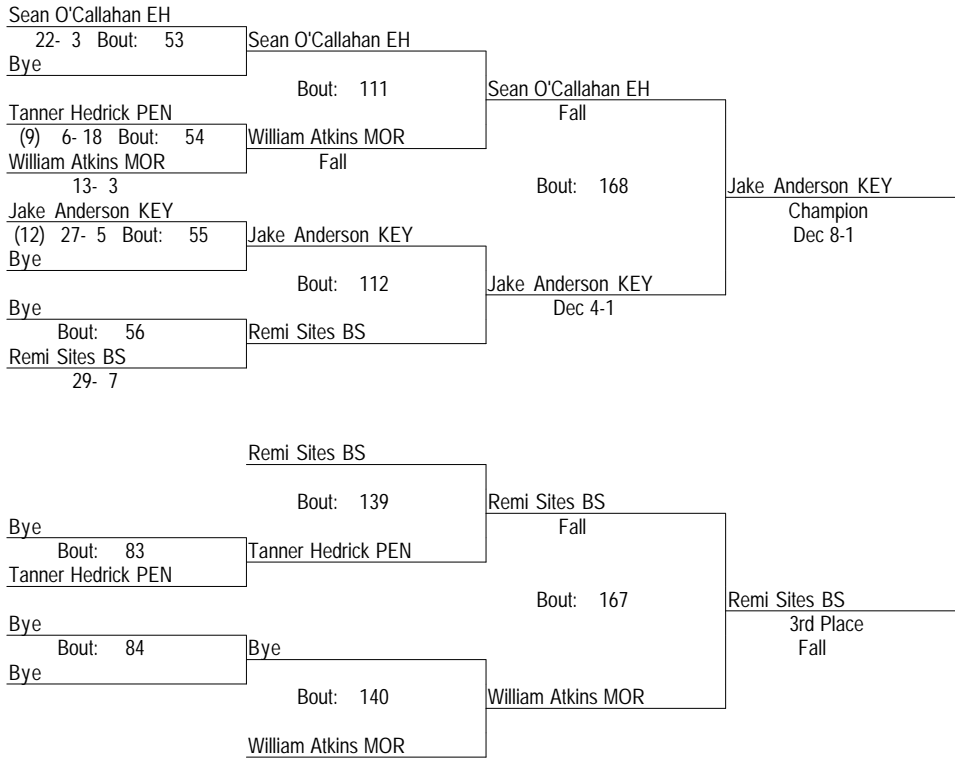 Sean O'Callahan EH
22- 3 Bout: 53
Sean O'Callahan EH
Bye
Bout: 111
Sean O'Callahan EH
Fall
Tanner Hedrick PEN
(9) 6- 18 Bout: 54
William Atkins MOR
William Atkins MOR
Fall
13- 3
Bout: 168
Jake Anderson KEY
Champion
Dec 8-1
Jake Anderson KEY
(12) 27- 5 Bout: 55
Jake Anderson KEY
Bye
Bout: 112
Jake Anderson KEY
Dec 4-1
Bye
Bout: 56
Remi Sites BS
Remi Sites BS
29- 7
Remi Sites BS
Bout: 139
Remi Sites BS
Fall
Bye
Bout: 83
Tanner Hedrick PEN
Tanner Hedrick PEN
Bout: 167
Remi Sites BS
3rd Place
Fall
Bye
Bout: 84
Bye
Bye
Bout: 140
William Atkins MOR
William Atkins MOR